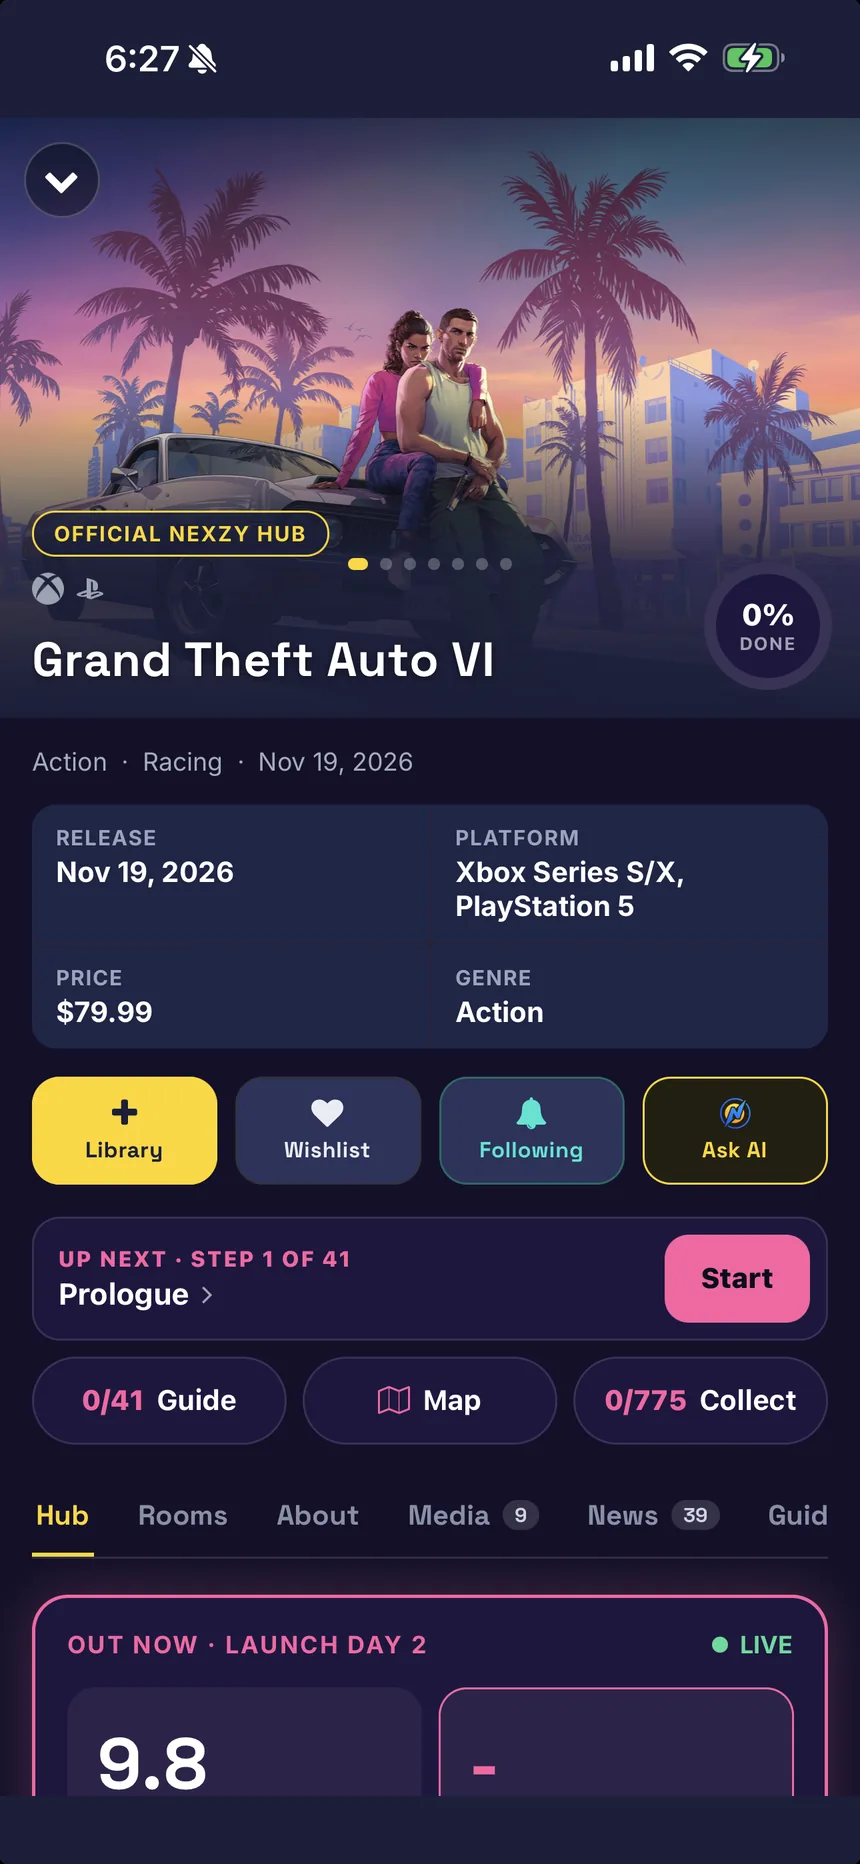 6:27
OFFICIAL NEXZY HUB
0%
DONE
Grand Theft Auto VI
Action · Racing · Nov 19, 2026
RELEASE
Nov 19, 2026
PLATFORM
Xbox Series S/X,
PlayStation 5
PRICE
$79.99
GENRE
Action
Library
Wishlist
Following
Ask AI
UP NEXT · STEP 1 OF 41
Prologue
Start
0/41 Guide
Map
0/775 Collect
Hub
Rooms
About
Media 9
News 39
Guid
OUT NOW · LAUNCH DAY 2
LIVE
9.8
-